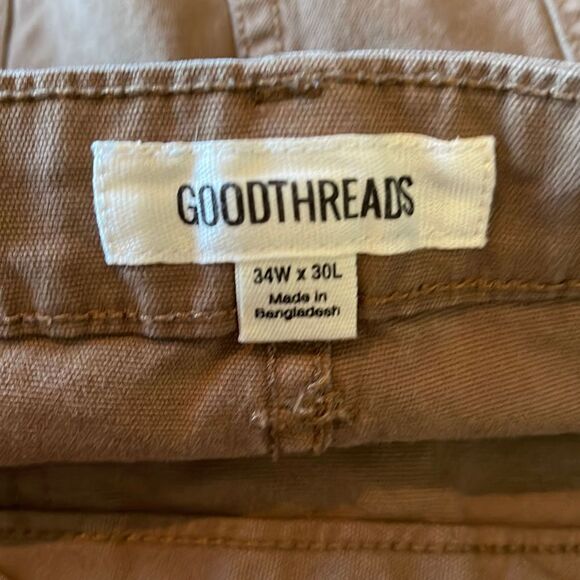 GOODTHREADS
34W x 30L
Made in
Bangladesh